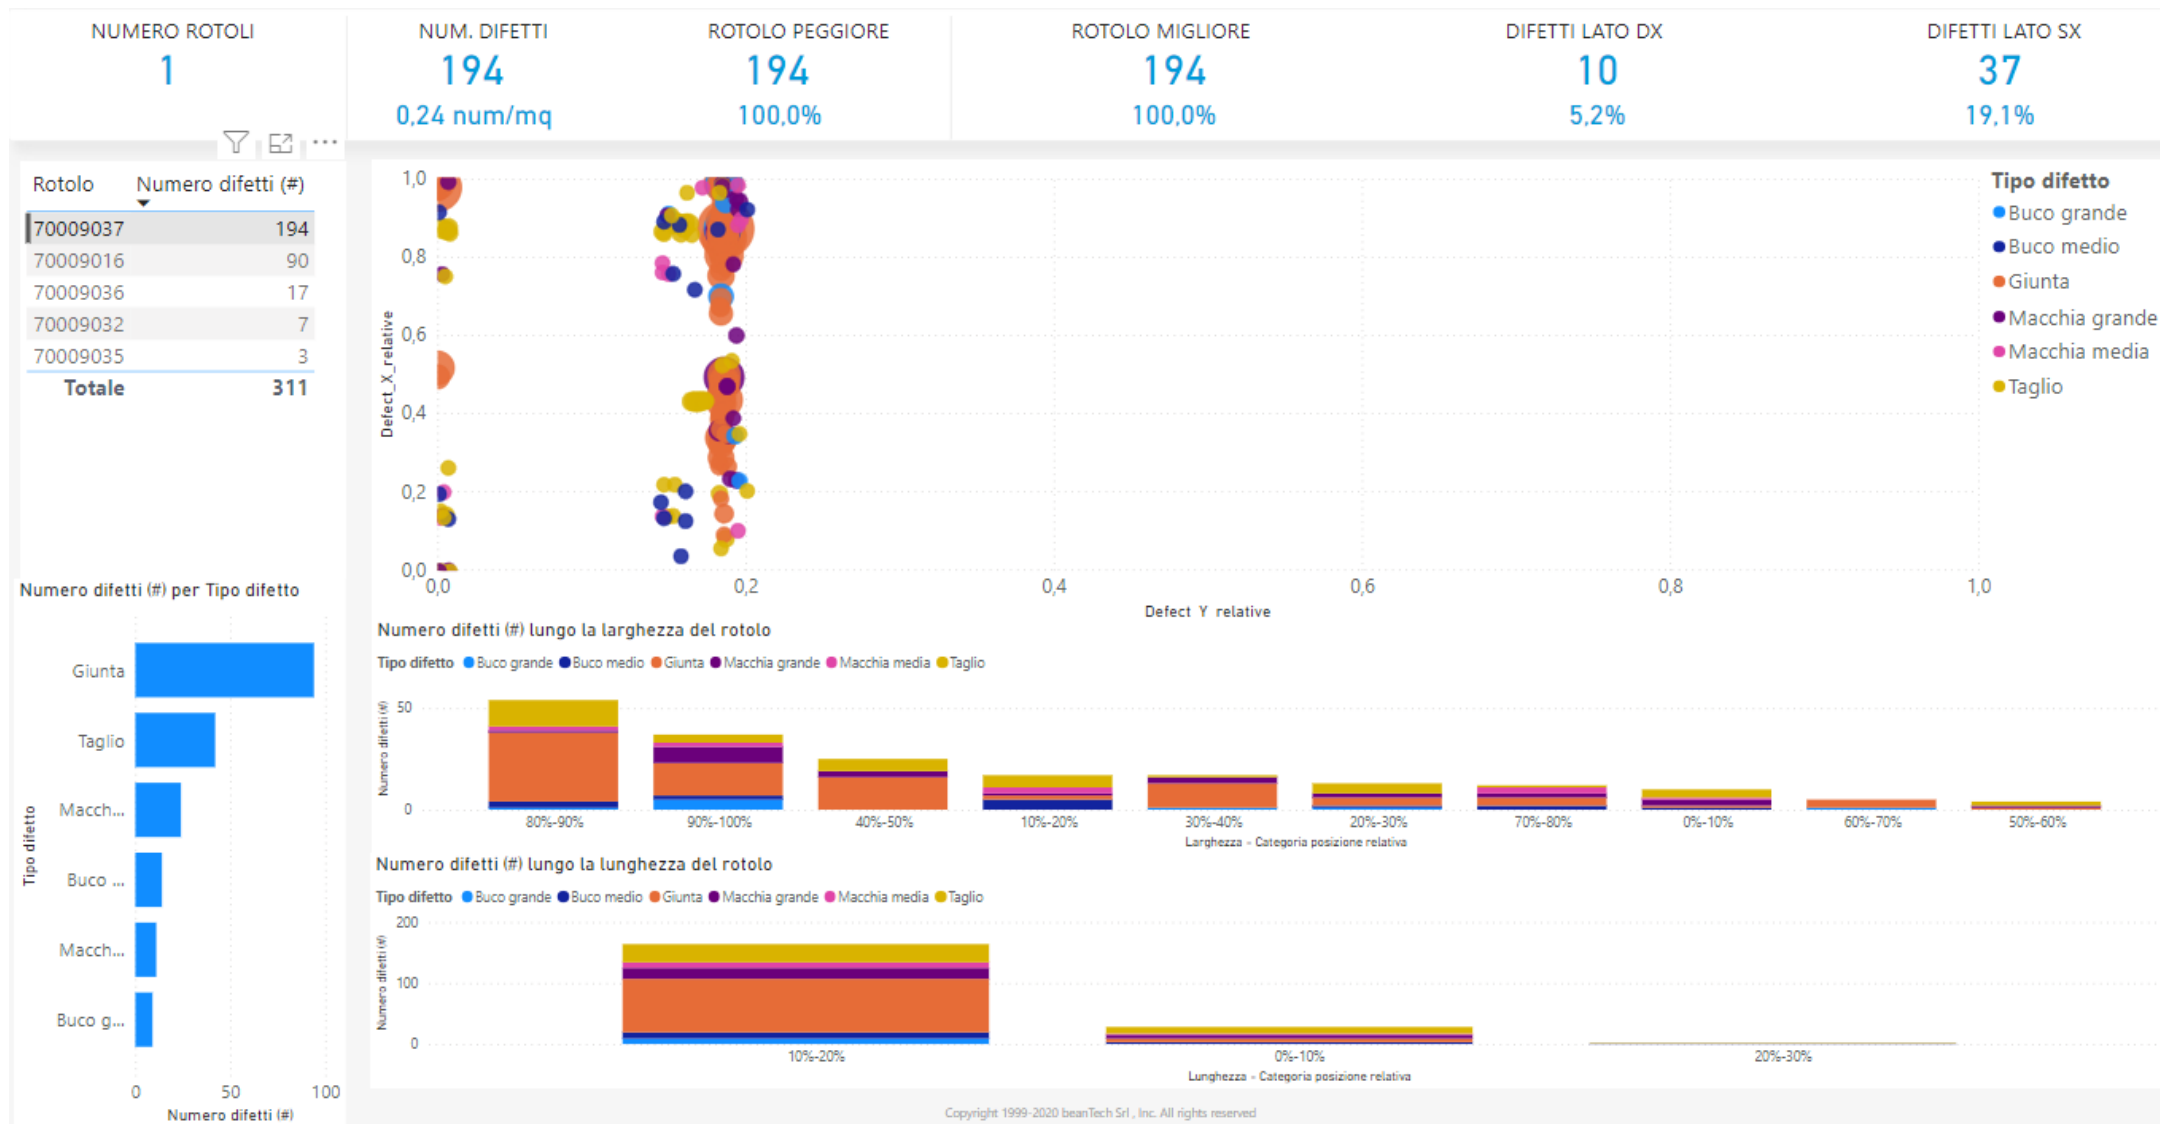 NUMERO ROTOLI
1
NUM. DIFETTI
194
0,24 num/mq
ROTOLO PEGGIORE
194
100,0%
ROTOLO MIGLIORE
194
100,0%
DIFETTI LATO DX
10
5,2%
DIFETTI LATO SX
37
19,1%
Rotolo Numero difetti (#)
70009037 194
70009016 90
70009036 17
70009032 7
70009035 3
Totale 311
Numero difetti (#) per Tipo difetto
Tipo difetto
Giunta
Taglio
Macch...
Buco ...
Macch...
Buco g...
0 50 100
Numero difetti (#)
Defect_X_relative
1,0
0,8
0,6
0,4
0,2
0,0
0,0 0,2 0,4 0,6 0,8 1,0
Defect_Y_relative
Tipo difetto
Buco grande
Buco medio
Giunta
Macchia grande
Macchia media
Taglio
Numero difetti (#) lungo la larghezza del rotolo
Tipo difetto Buco grande Buco medio Giunta Macchia grande Macchia media Taglio
Numero difetti (#)
50
0
80%-90% 90%-100% 40%-50% 10%-20% 30%-40% 20%-30% 70%-80% 0%-10% 60%-70% 50%-60%
Larghezza - Categoria posizione relativa
Numero difetti (#) lungo la lunghezza del rotolo
Tipo difetto Buco grande Buco medio Giunta Macchia grande Macchia media Taglio
Numero difetti (#)
200
100
0
10%-20% 0%-10% 20%-30%
Lunghezza - Categoria posizione relativa
Copyright 1999-2020 beanTech Srl , Inc. All rights reserved